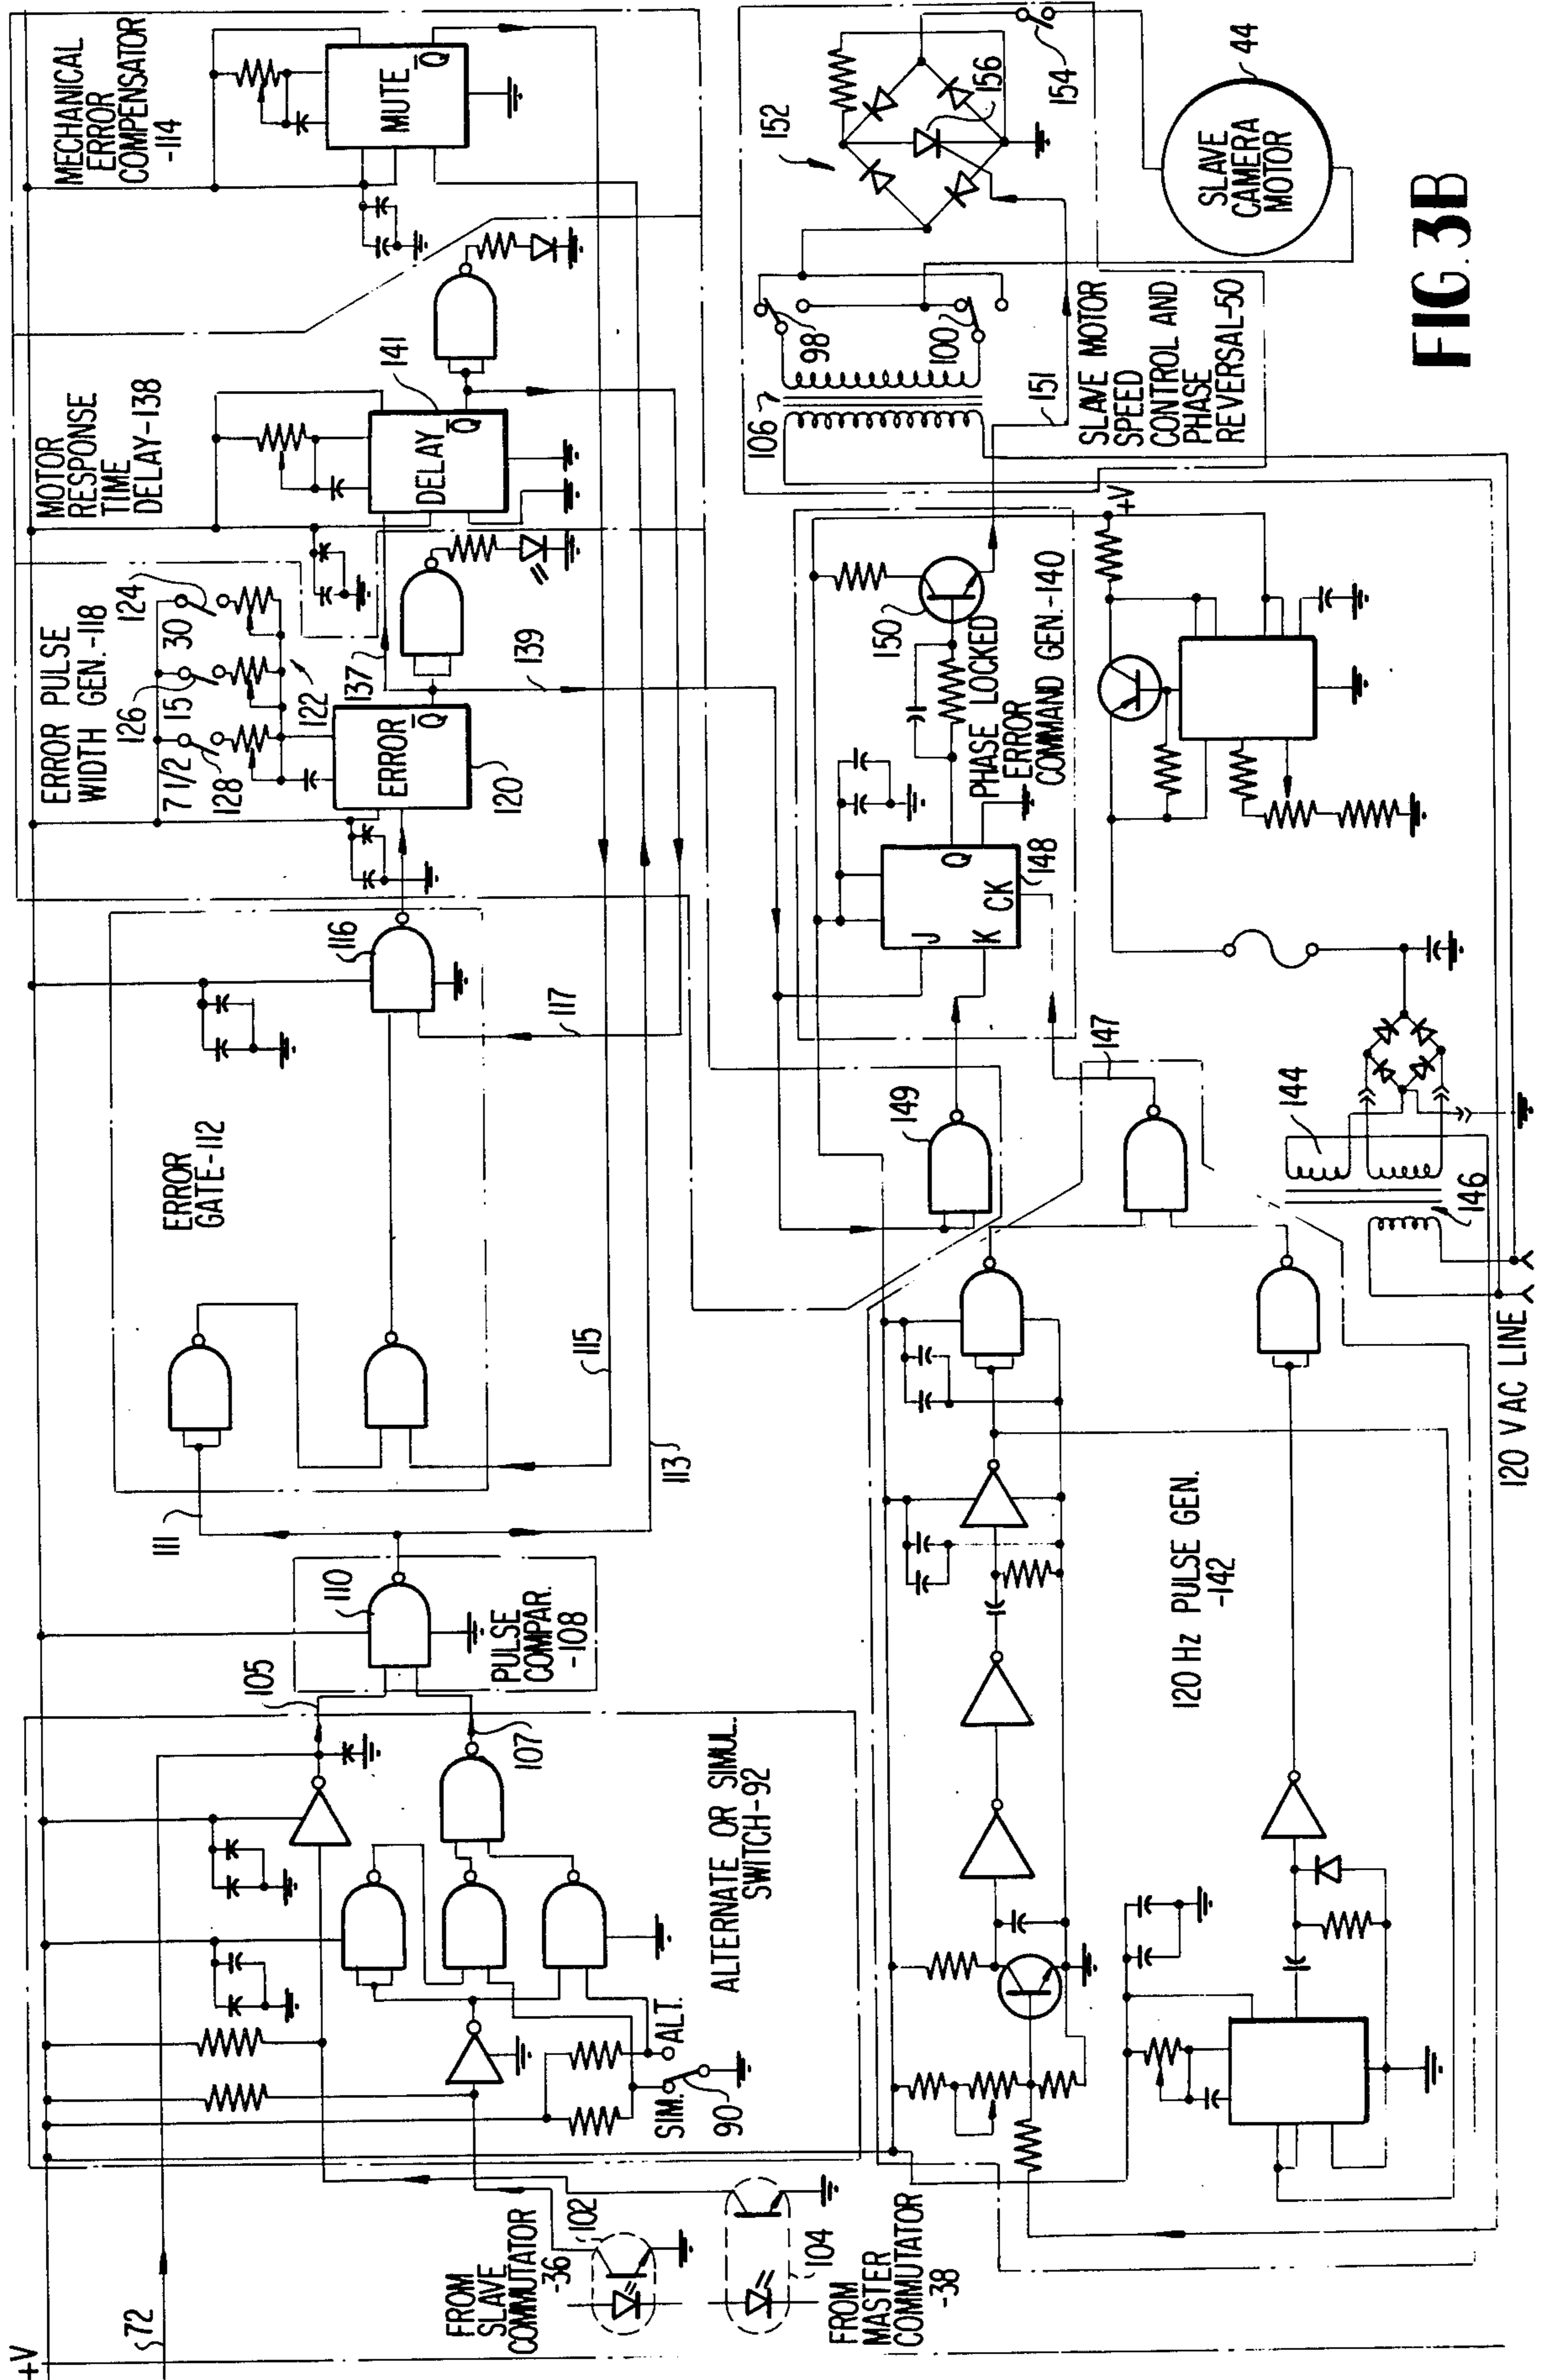 +V
72
FROM
SLAVE
COMMUTATOR
-36
102
FROM
MASTER
COMMUTATOR
-38
104
SIM.
ALT.
90
ALTERNATE OR SIMUL.
SWITCH-92
105
107
110
PULSE
COMPAR.
-108
111
113
115
ERROR
GATE-112
116
117
ERROR PULSE
WIDTH GEN.-118
7 1/2
15
30
128
126
124
122
ERROR
Q
120
137
139
MOTOR
RESPONSE
TIME
DELAY-138
DELAY
Q
141
MECHANICAL
ERROR
COMPENSATOR
-114
MUTE
Q
120 Hz PULSE GEN.
-142
147
149
J
K
Q
CK
148
150
PHASE LOCKED
ERROR
COMMAND GEN.-140
+V
144
146
120 V AC LINE
106
98
100
151
152
156
154
SLAVE MOTOR
SPEED
CONTROL AND
PHASE
REVERSAL-50
SLAVE
CAMERA
MOTOR
44
FIG. 3B